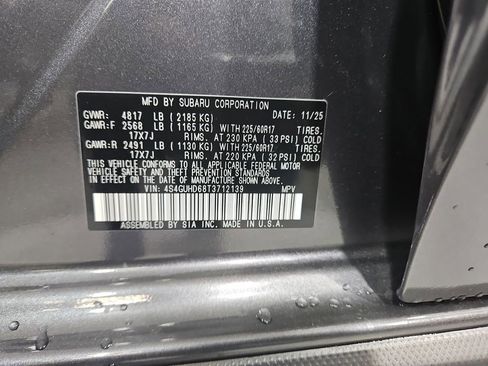 MFD BY SUBARU CORPORATION
GVWR: 4817 LB ( 2185 KG) DATE: 11/25
GAWR:F 2568 LB ( 1165 KG) WITH 225/60R17 TIRES.
17X7J RIMS. AT 230 KPA ( 33 PSI) COLD
GAWR:R 2491 LB ( 1130 KG) WITH 225/60R17 TIRES.
17X7J RIMS. AT 220 KPA ( 32 PSI) COLD
THIS VEHICLE CONFORMS TO ALL APPLICABLE FEDERAL MOTOR
VEHICLE SAFETY AND THEFT PREVENTION STANDARDS
IN EFFECT ON THE DATE OF MANUFACTURE SHOWN ABOVE.
VIN: 4S4GUHD68T3712139 MPV
ASSEMBLED BY SIA INC. MADE IN U.S.A.